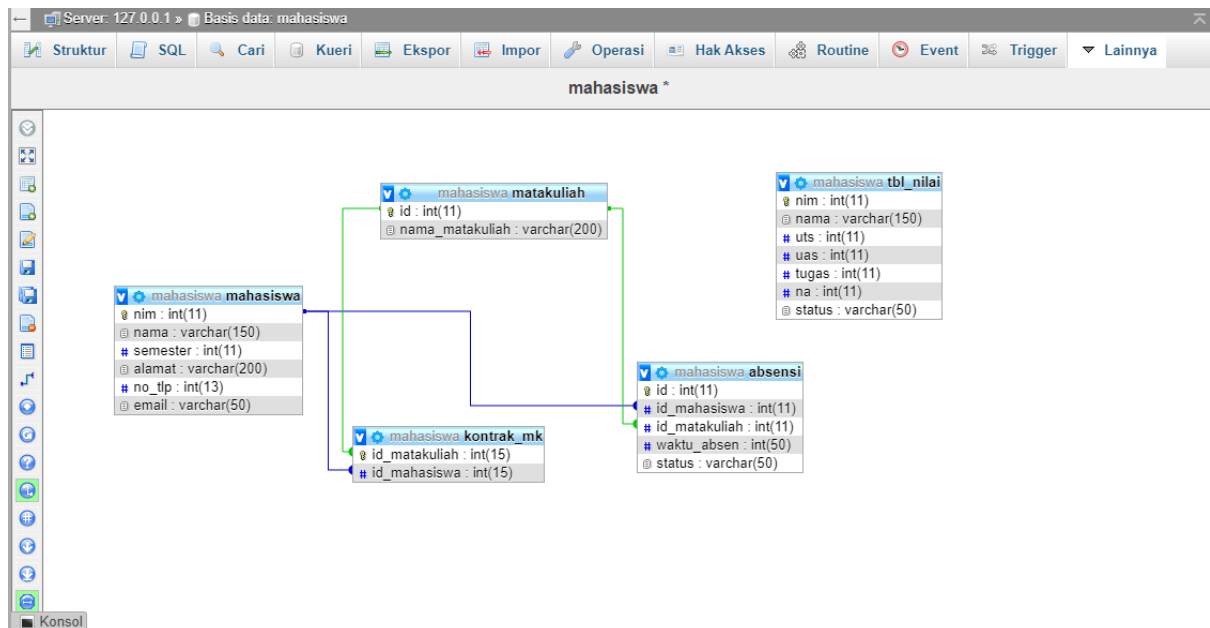 Server: 127.0.0.1 » Basis data: mahasiswa
Struktur SQL Cari Kueri Ekspor Impor Operasi Hak Akses Routine Event Trigger Lainnya
mahasiswa *
mahasiswa matakuliah
id : int(11)
nama_matakuliah : varchar(200)
mahasiswa tbl_nilai
nim : int(11)
nama : varchar(150)
uts : int(11)
uas : int(11)
tugas : int(11)
na : int(11)
status : varchar(50)
mahasiswa mahasiswa
nim : int(11)
nama : varchar(150)
semester : int(11)
alamat : varchar(200)
no_tlp : int(13)
email : varchar(50)
mahasiswa absensi
id : int(11)
id_mahasiswa : int(11)
id_matakuliah : int(11)
waktu_absen : int(50)
status : varchar(50)
mahasiswa kontrak_mk
id_matakuliah : int(15)
id_mahasiswa : int(15)
Konsol